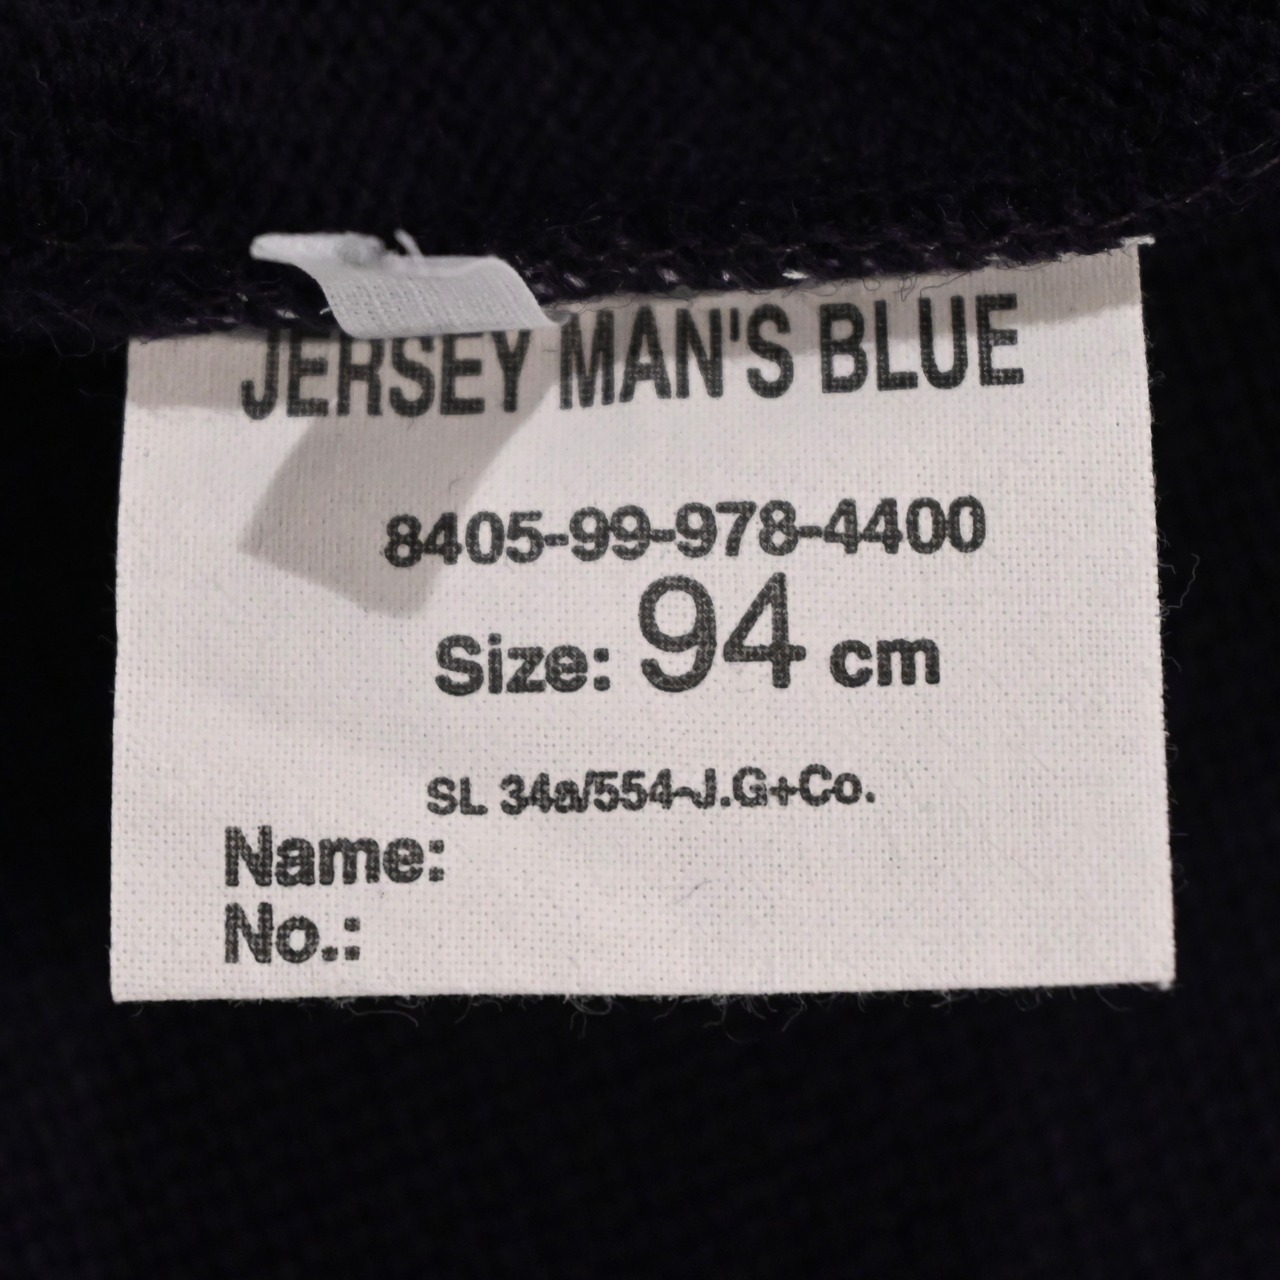 JERSEY MAN'S BLUE
8405-99-978-4400
Size: 94 cm
SL 34a/554-J.G+Co.
Name:
No.: